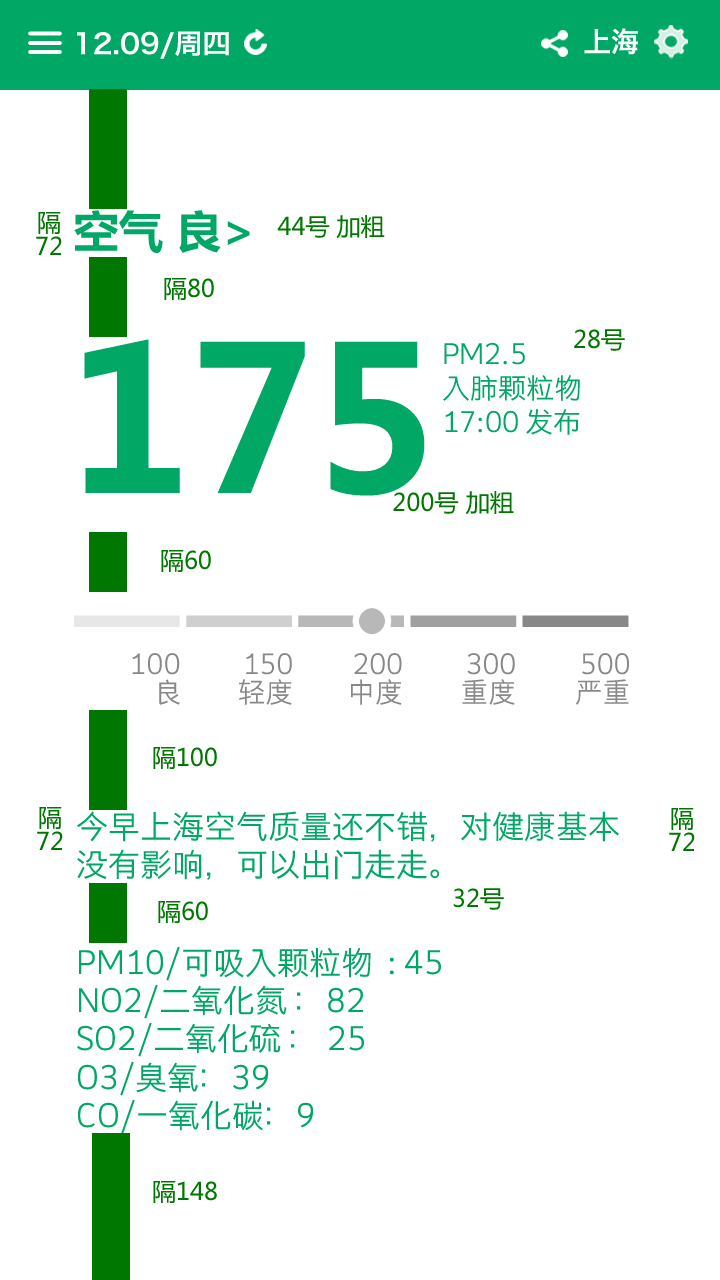 12.09/周四
上海
隔
72
空气 良>
44号 加粗
隔80
175
PM2.5
28号
入肺颗粒物
17:00 发布
200号 加粗
隔60
100 150 200 300 500
良 轻度 中度 重度 严重
隔100
隔
72
今早上海空气质量还不错，对健康基本
没有影响，可以出门走走。
隔
72
32号
隔60
PM10/可吸入颗粒物 : 45
NO2/二氧化氮： 82
SO2/二氧化硫： 25
O3/臭氧： 39
CO/一氧化碳： 9
隔148